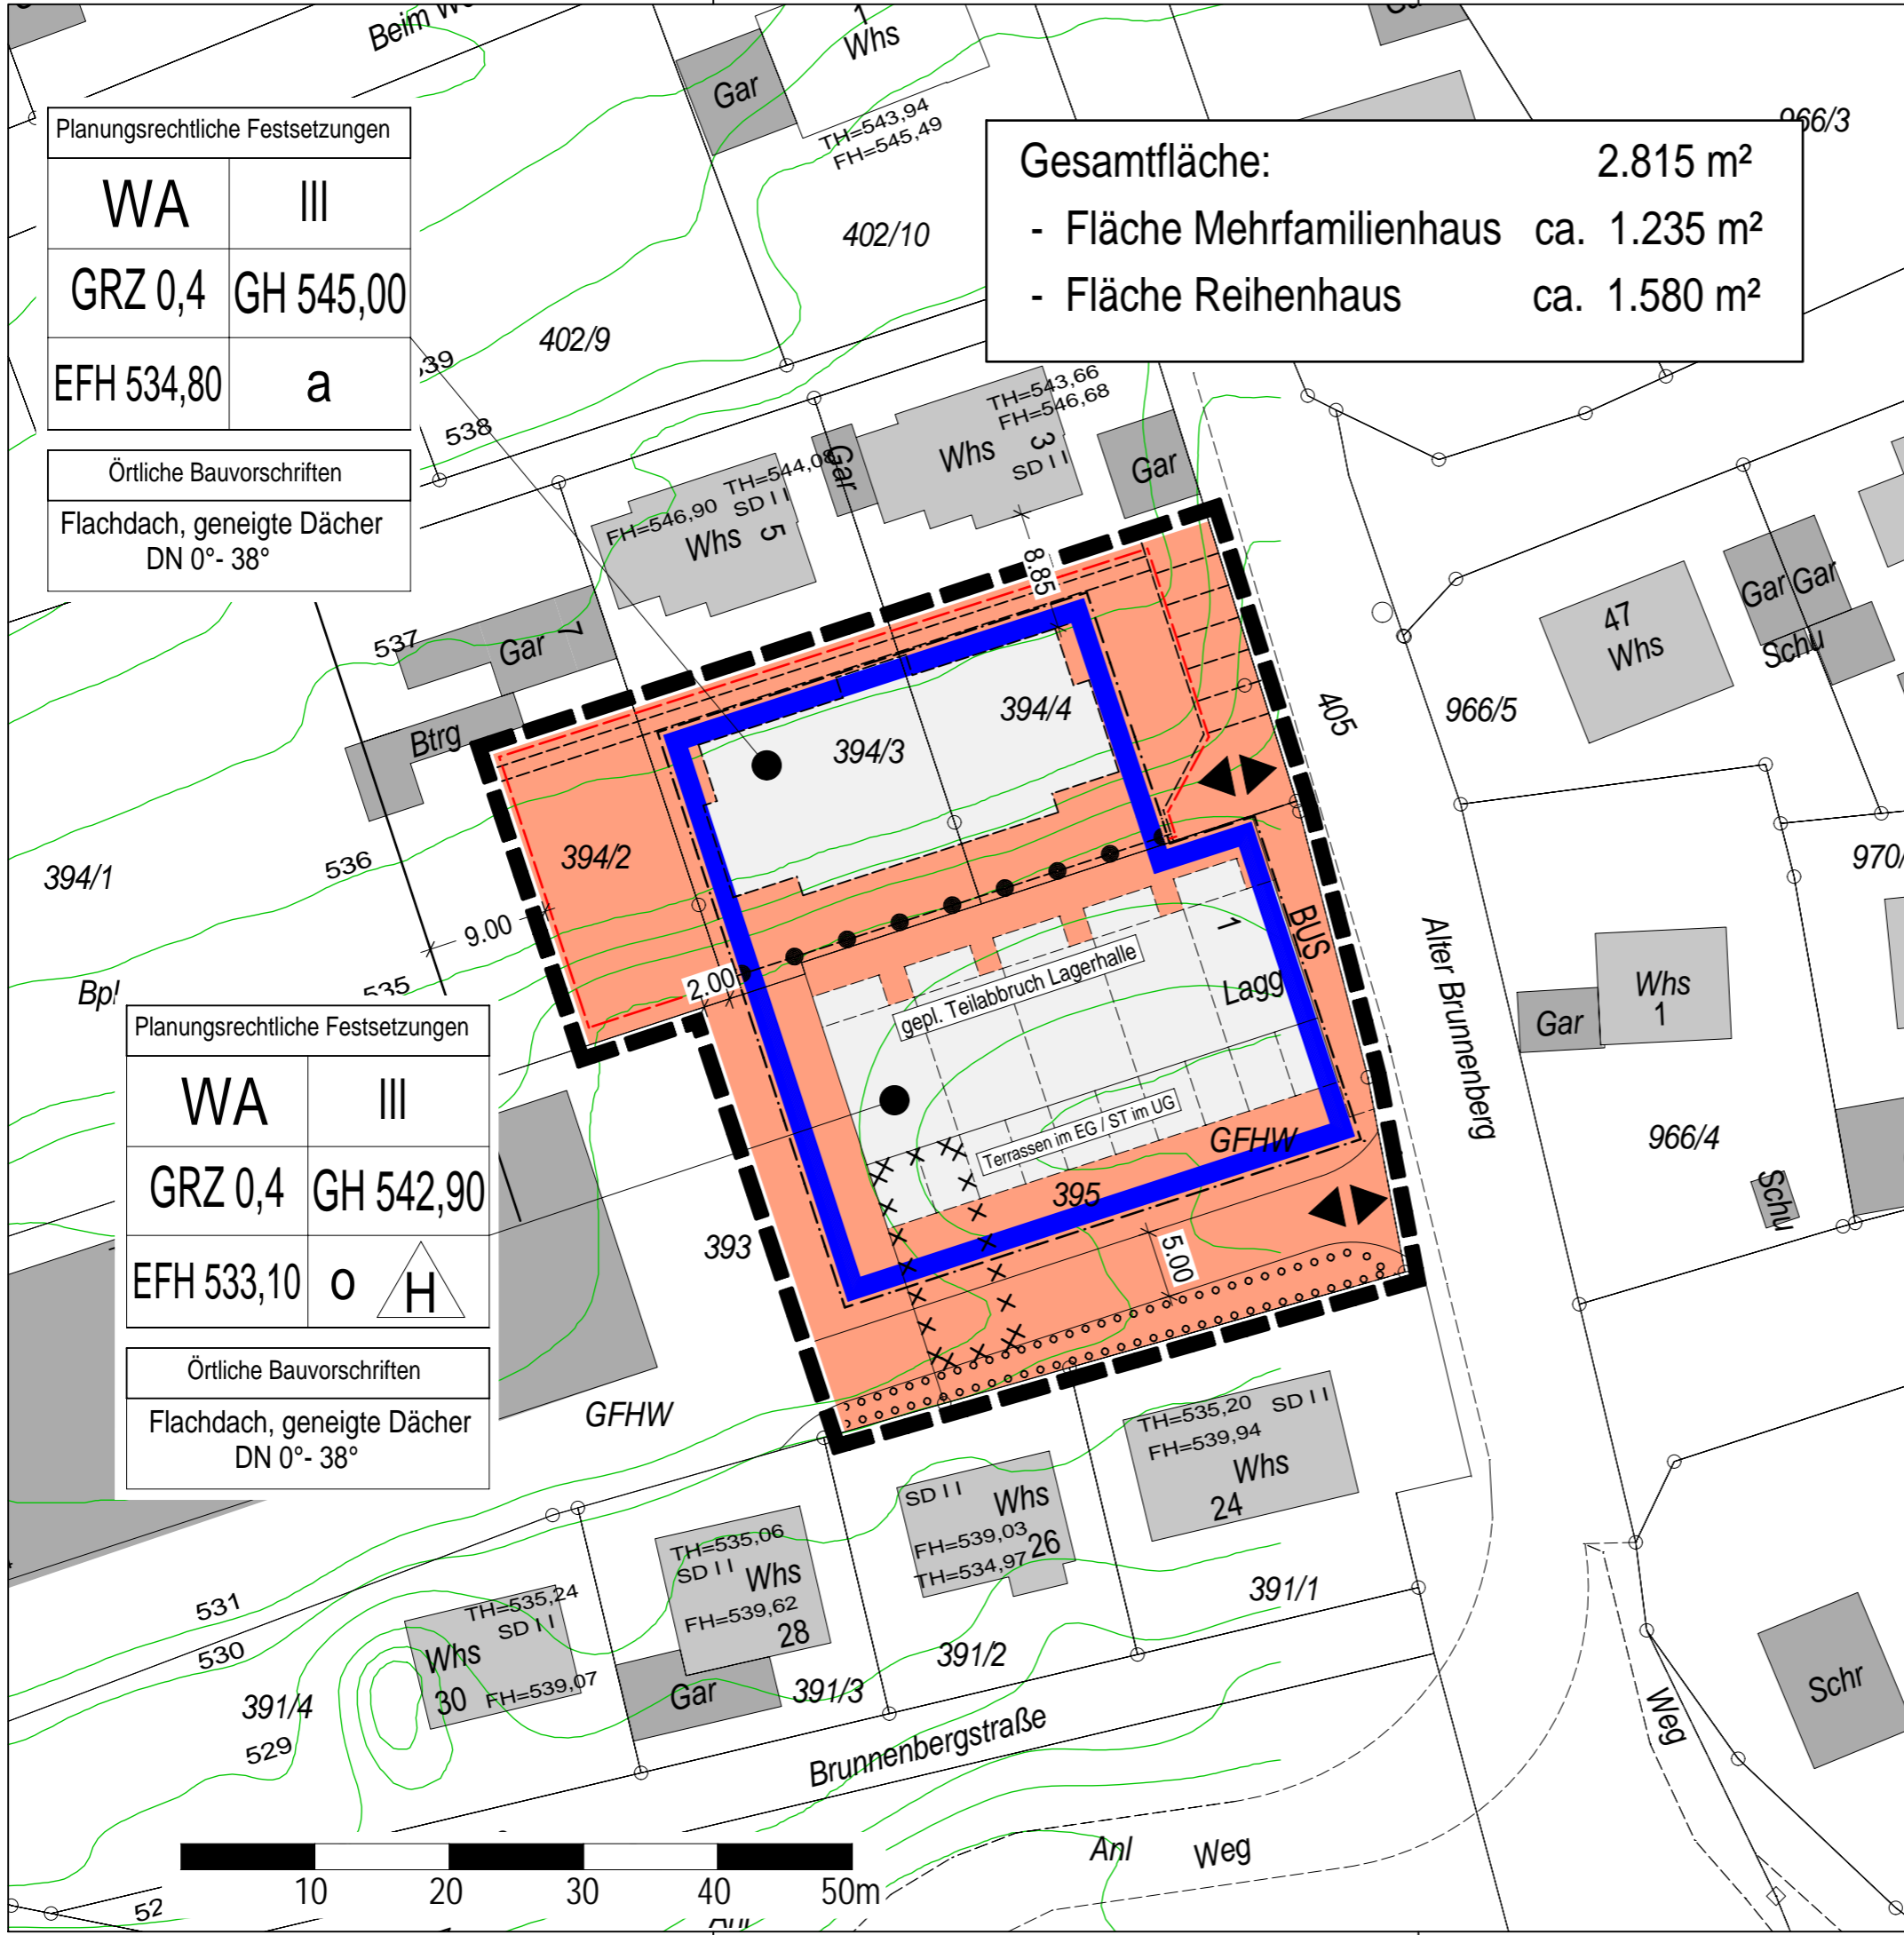 1
Whs
Gar
TH=543,94
FH=545,49
966/3
Planungsrechtliche Festsetzungen
WA III
GRZ 0,4 GH 545,00
EFH 534,80 a
Örtliche Bauvorschriften
Flachdach, geneigte Dächer
DN 0°- 38°
Gesamtfläche: 2.815 m²
- Fläche Mehrfamilienhaus ca. 1.235 m²
- Fläche Reihenhaus ca. 1.580 m²
402/10
402/9
538
TH=543,66
FH=546,68
Whs 3
SD I I
Gar
Gar
TH=544,08
SD I I
FH=546,90
Whs 5
8.85
537
Gar 7
Btrg
394/4
394/3
394/2
405
966/5
47
Whs
Gar Gar
Schu
394/1
536
9.00
535
2.00
BUS
1
Lagg
gepl. Teilabbruch Lagerhalle
Alter Brunnenberg
Gar
Whs
1
966/4
Schu
Planungsrechtliche Festsetzungen
WA III
GRZ 0,4 GH 542,90
EFH 533,10 o H
Örtliche Bauvorschriften
Flachdach, geneigte Dächer
DN 0°- 38°
Terrassen im EG / ST im UG
GFHW
395
393
5.00
GFHW
TH=535,20 SD I I
FH=539,94
Whs
24
SD I I
Whs
FH=539,03
26
TH=534,97
TH=535,06
SD I I
Whs
FH=539,62
28
TH=535,24
SD I I
Whs
30 FH=539,07
Gar
531
530
529
391/4
391/3
391/2
391/1
Brunnenbergstraße
Weg
Schr
Anl
Weg
10 20 30 40 50m
52